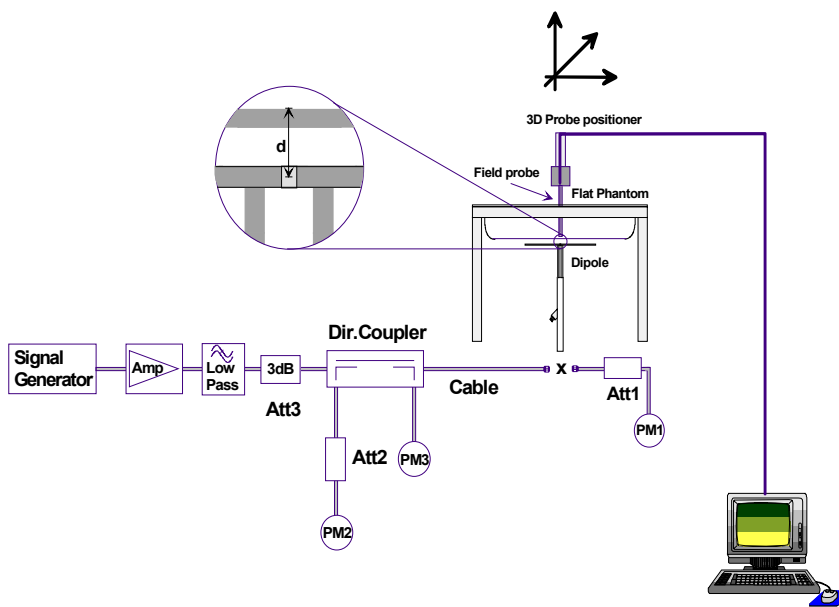 3D Probe positioner
d
Field probe
Flat Phantom
Dipole
Dir.Coupler
Signal
Generator
Amp
Low
Pass
3dB
x
Cable
Att1
Att3
PM1
Att2
PM3
PM2